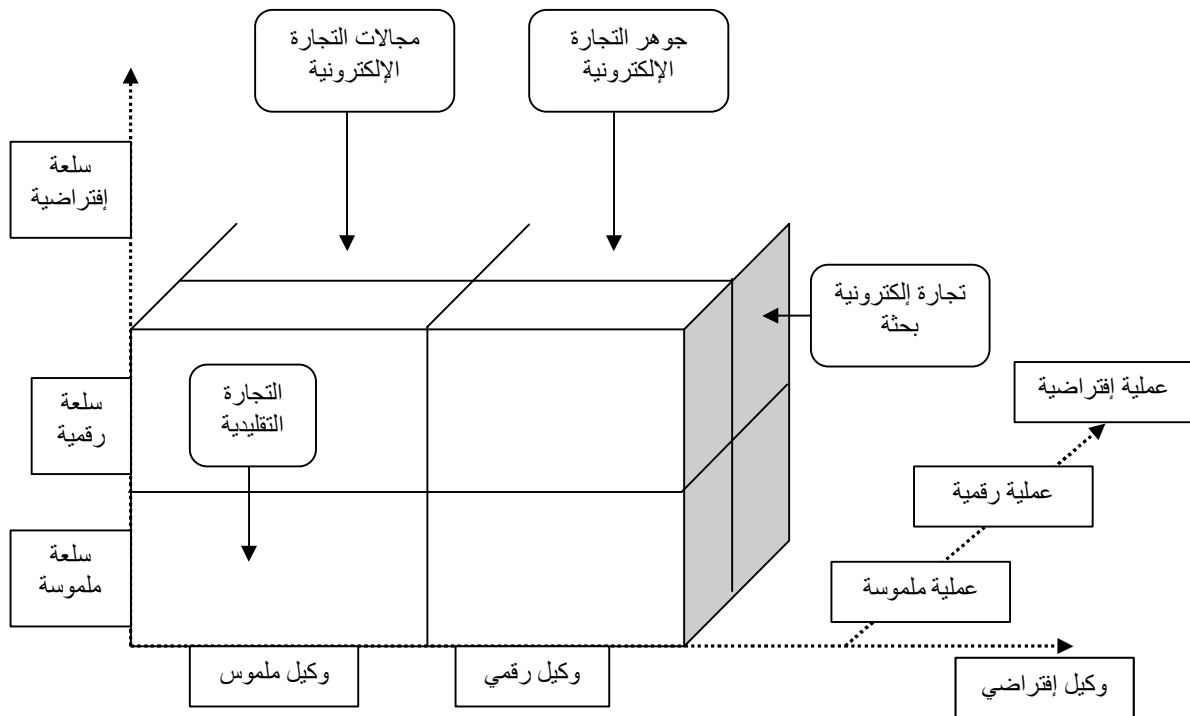 مجالات التجارة
الإلكترونية
جوهر التجارة
الإلكترونية
سلعة
إفتراضية
تجارة إلكترونية
بحثة
عملية إفتراضية
التجارة
التقليدية
سلعة
رقمية
عملية رقمية
سلعة
ملموسة
عملية ملموسة
وكيل ملموس
وكيل رقمي
وكيل إفتراضي